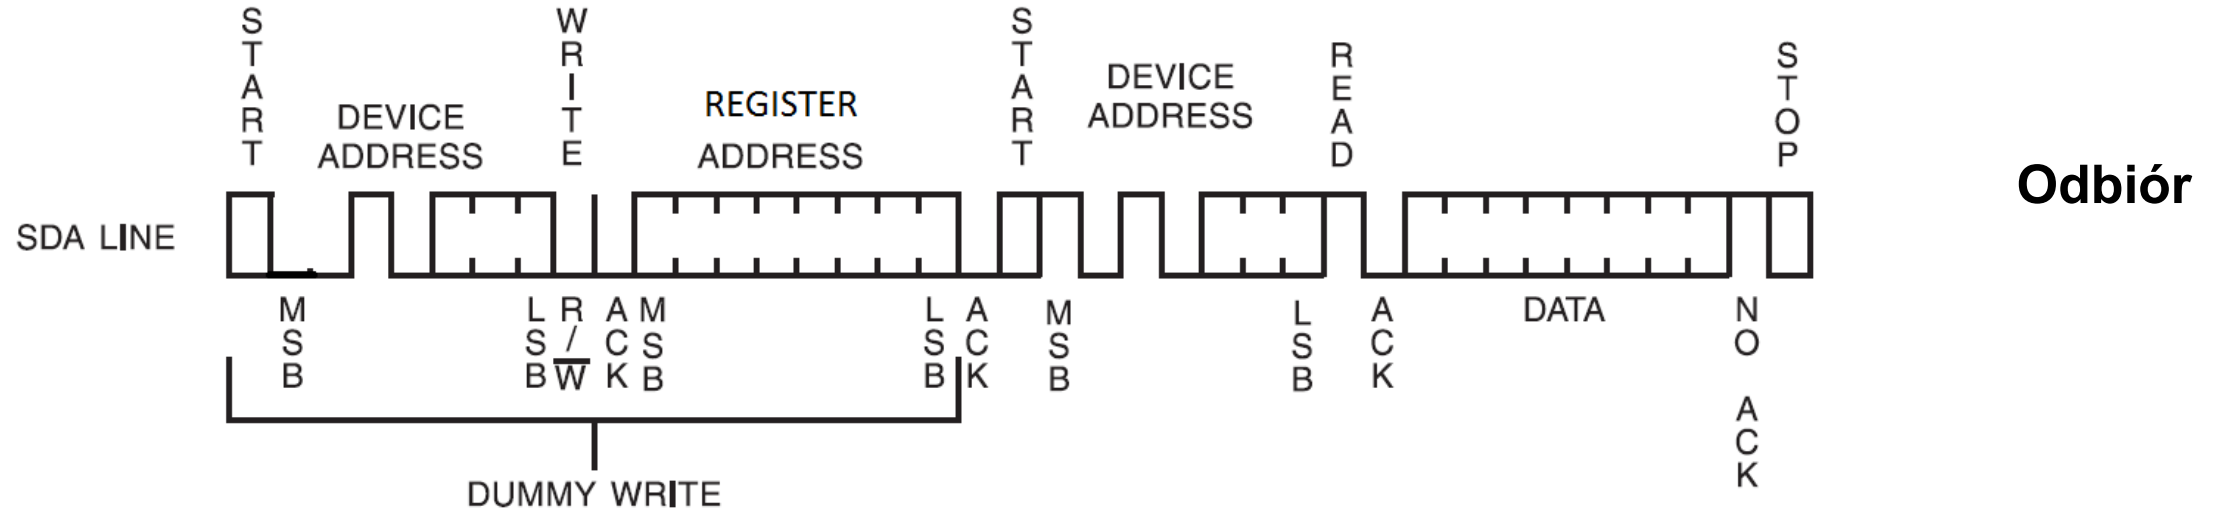 START
WRITE
START
READ
STOP
DEVICE
ADDRESS
REGISTER
ADDRESS
DEVICE
ADDRESS
Odbiór
SDA LINE
MSB
LSB
R/W
ACK
MSB
LSB
ACK
MSB
LSB
ACK
DATA
NO ACK
DUMMY WRITE